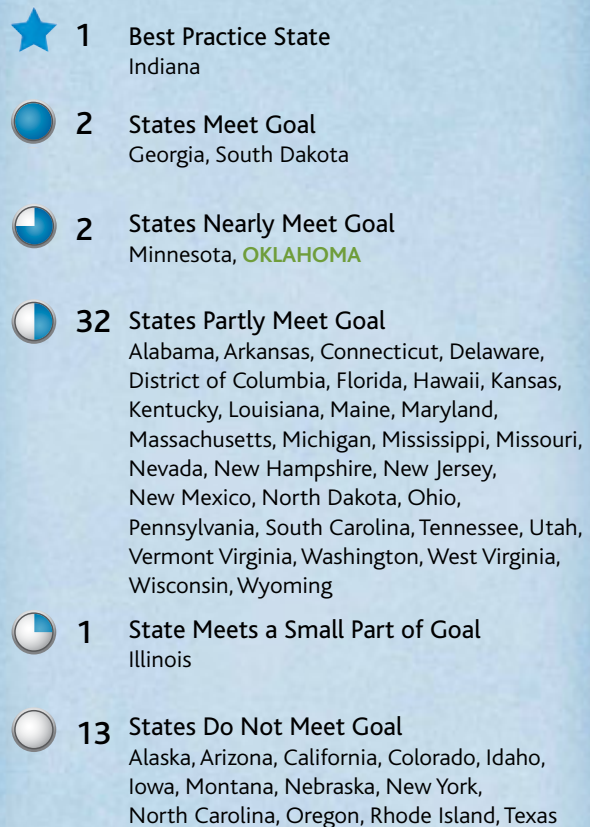 1 Best Practice State
Indiana
2 States Meet Goal
Georgia, South Dakota
2 States Nearly Meet Goal
Minnesota, OKLAHOMA
32 States Partly Meet Goal
Alabama, Arkansas, Connecticut, Delaware,
District of Columbia, Florida, Hawaii, Kansas,
Kentucky, Louisiana, Maine, Maryland,
Massachusetts, Michigan, Mississippi, Missouri,
Nevada, New Hampshire, New Jersey,
New Mexico, North Dakota, Ohio,
Pennsylvania, South Carolina, Tennessee, Utah,
Vermont Virginia, Washington, West Virginia,
Wisconsin, Wyoming
1 State Meets a Small Part of Goal
Illinois
13 States Do Not Meet Goal
Alaska, Arizona, California, Colorado, Idaho,
Iowa, Montana, Nebraska, New York,
North Carolina, Oregon, Rhode Island, Texas